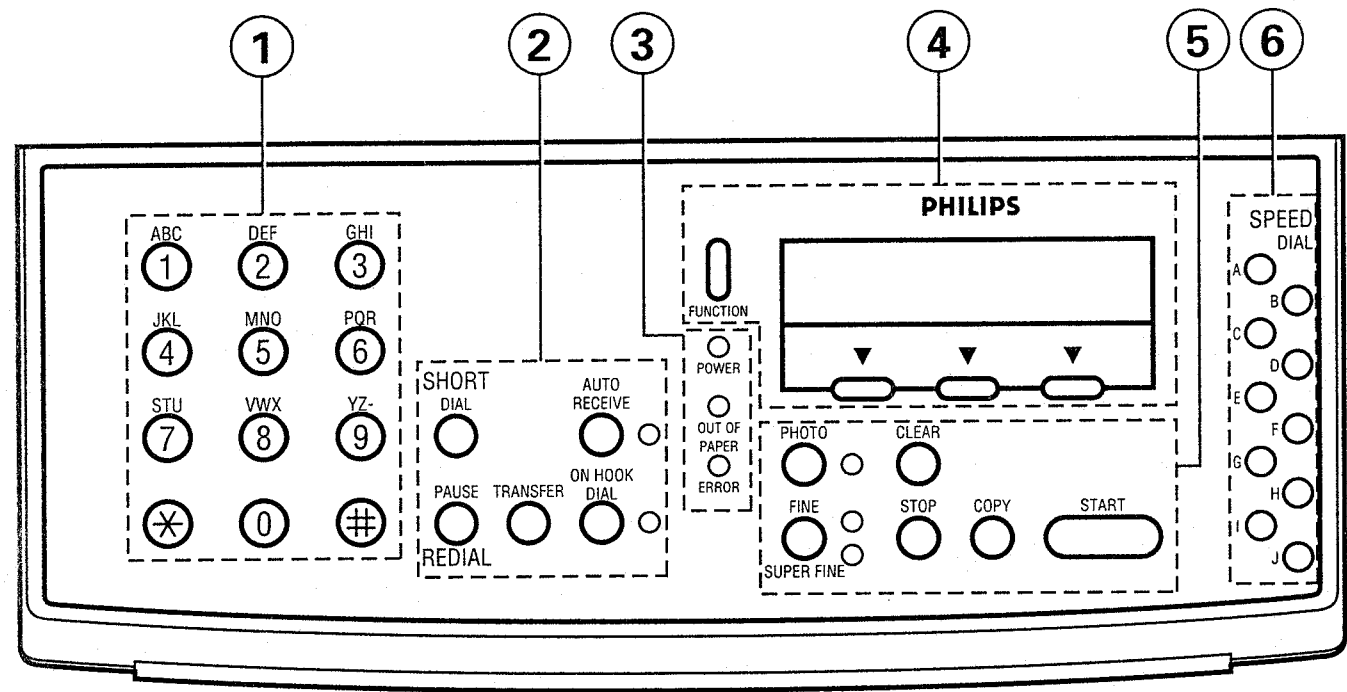 1 2 3 4 5 6
PHILIPS
ABC DEF GHI
1 2 3
JKL MNO PQR
4 5 6
STU VWX YZ-
7 8 9
* 0 #
SHORT
DIAL
AUTO
RECEIVE
PAUSE
REDIAL
TRANSFER
ON HOOK
DIAL
FUNCTION
POWER
OUT OF
PAPER
ERROR
PHOTO
CLEAR
FINE
SUPER FINE
STOP
COPY
START
SPEED
DIAL
A
B
C
D
E
F
G
H
I
J